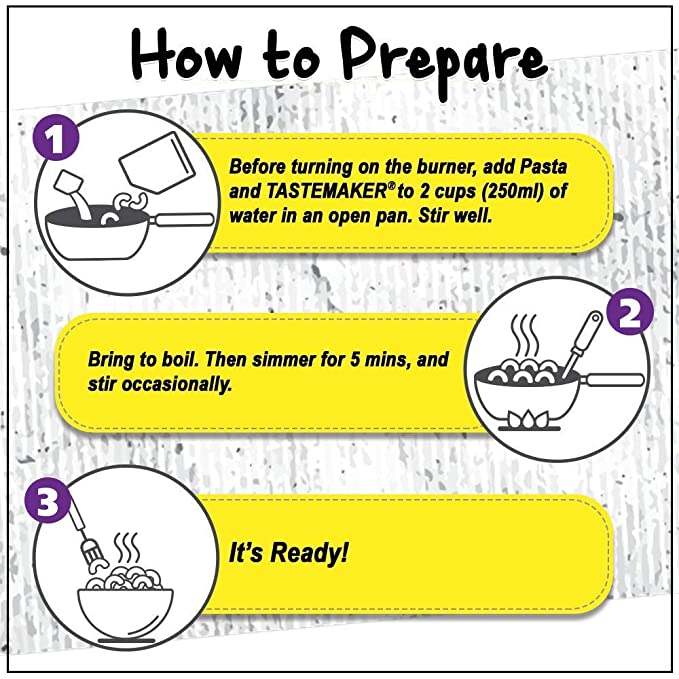 How to Prepare
1
Before turning on the burner, add Pasta
and TASTEMAKER® to 2 cups (250ml) of
water in an open pan. Stir well.
2
Bring to boil. Then simmer for 5 mins, and
stir occasionally.
3
It's Ready!